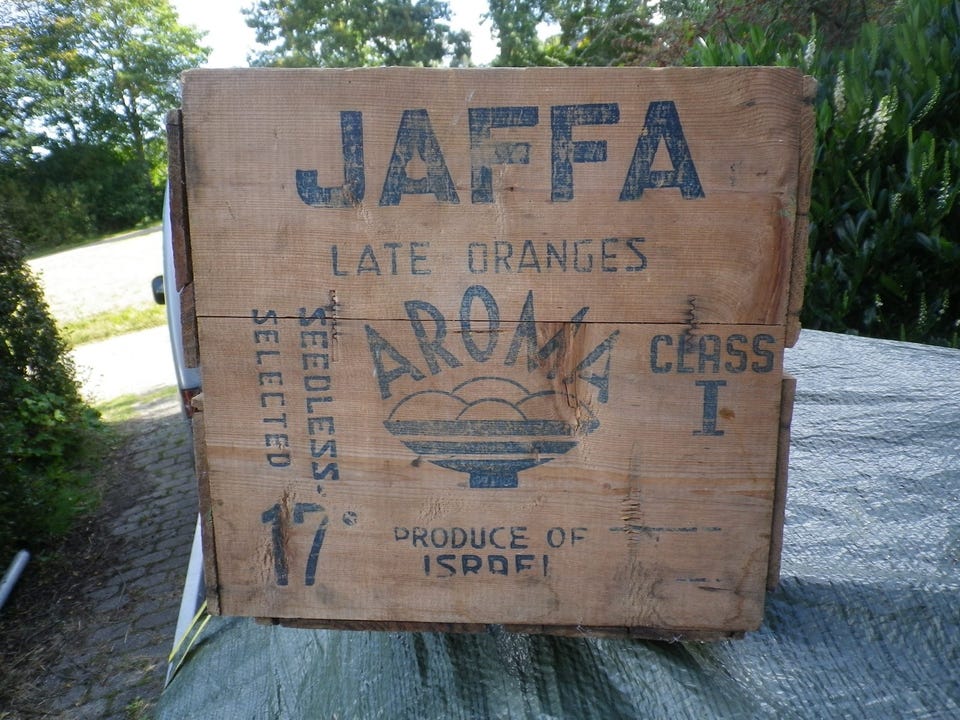 JAFFA
LATE ORANGES
AROMA
SEEDLESS
SELECTED
CLASS
I
17°
PRODUCE OF
ISRAEL